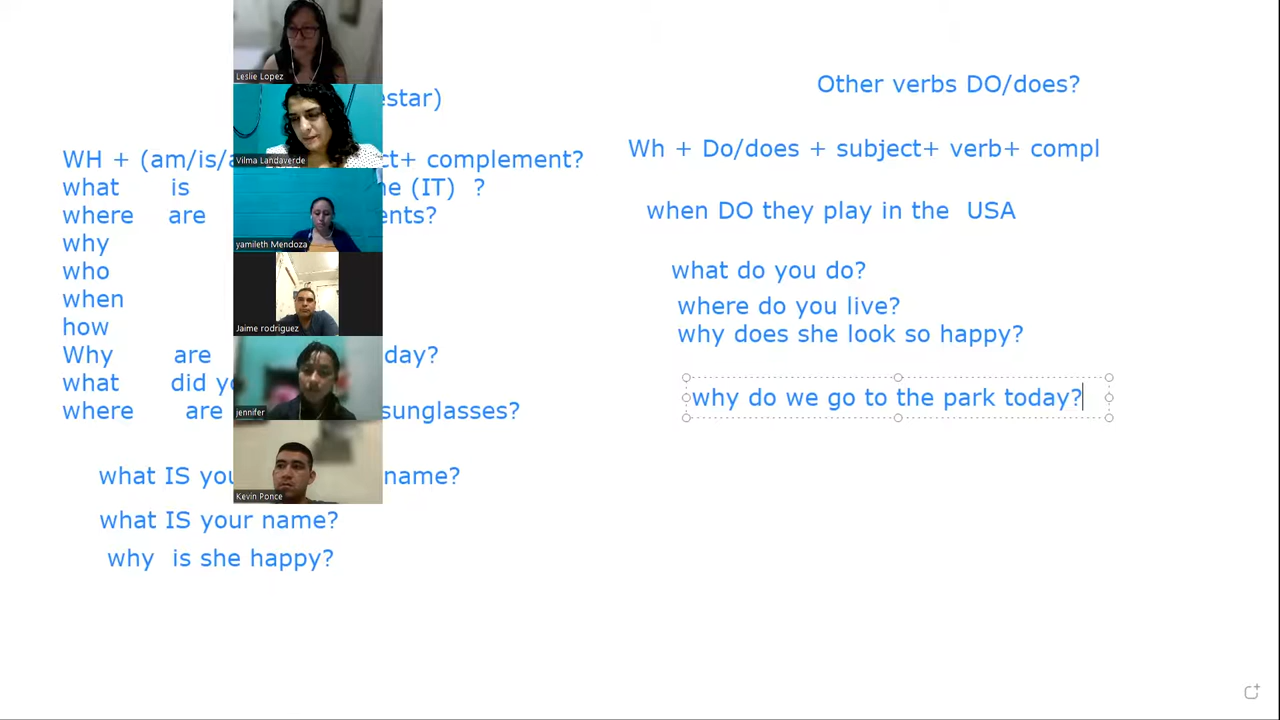 estar)
WH + (am/is/a ct+ complement?
what is ne (IT) ?
where are ents?
why
who
when
how
Why are day?
what did yo
where are sunglasses?
what IS you name?
what IS your name?
why is she happy?
Leslie Lopez
Vilma Landaverde
yamileth Mendoza
Jaime rodriguez
jennifer
Kevin Ponce
Other verbs DO/does?
Wh + Do/does + subject+ verb+ compl
when DO they play in the USA
what do you do?
where do you live?
why does she look so happy?
why do we go to the park today?